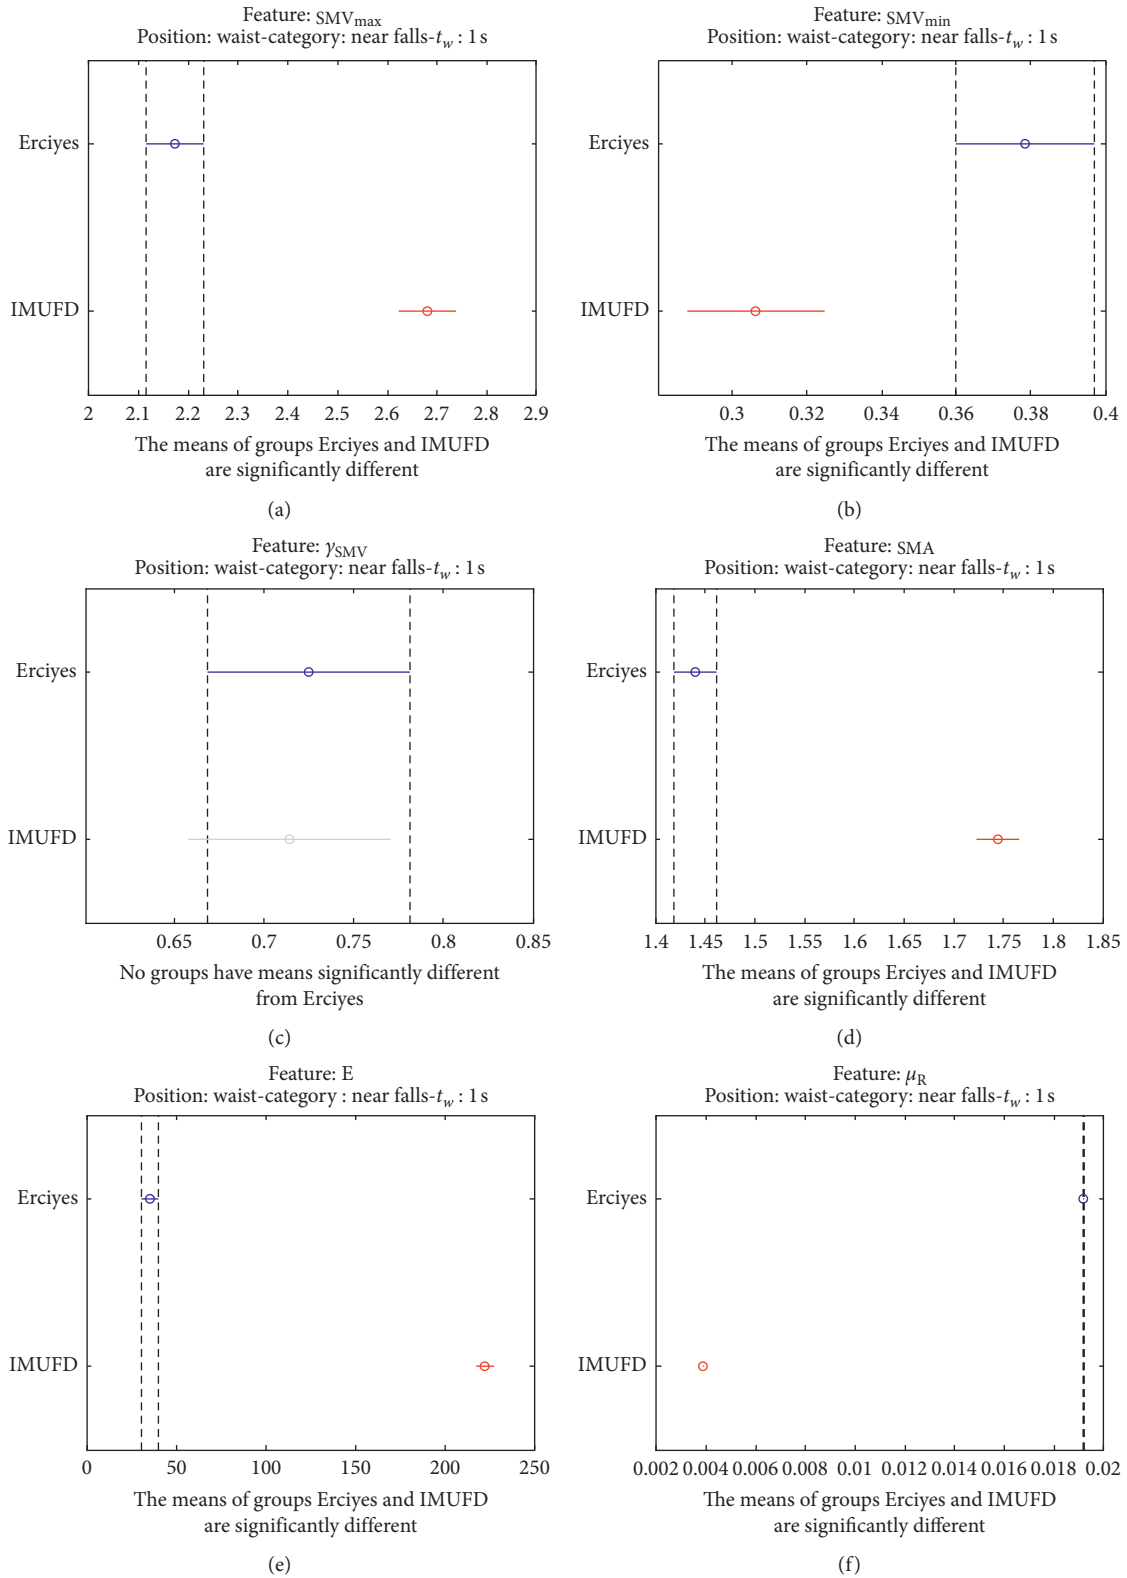 Feature: SMVmax
Position: waist-category: near falls-tw : 1 s
Erciyes
IMUFD
2 2.1 2.2 2.3 2.4 2.5 2.6 2.7 2.8 2.9
The means of groups Erciyes and IMUFD
are significantly different
(a)
Feature: SMVmin
Position: waist-category: near falls-tw : 1 s
Erciyes
IMUFD
0.3 0.32 0.34 0.36 0.38 0.4
The means of groups Erciyes and IMUFD
are significantly different
(b)
Feature: γSMV
Position: waist-category: near falls-tw : 1 s
Erciyes
IMUFD
0.65 0.7 0.75 0.8 0.85
No groups have means significantly different
from Erciyes
(c)
Feature: SMA
Position: waist-category: near falls-tw : 1 s
Erciyes
IMUFD
1.4 1.45 1.5 1.55 1.6 1.65 1.7 1.75 1.8 1.85
The means of groups Erciyes and IMUFD
are significantly different
(d)
Feature: E
Position: waist-category : near falls-tw : 1 s
Erciyes
IMUFD
0 50 100 150 200 250
The means of groups Erciyes and IMUFD
are significantly different
(e)
Feature: μR
Position: waist-category: near falls-tw : 1 s
Erciyes
IMUFD
0.002 0.004 0.006 0.008 0.01 0.012 0.014 0.016 0.018 0.02
The means of groups Erciyes and IMUFD
are significantly different
(f)